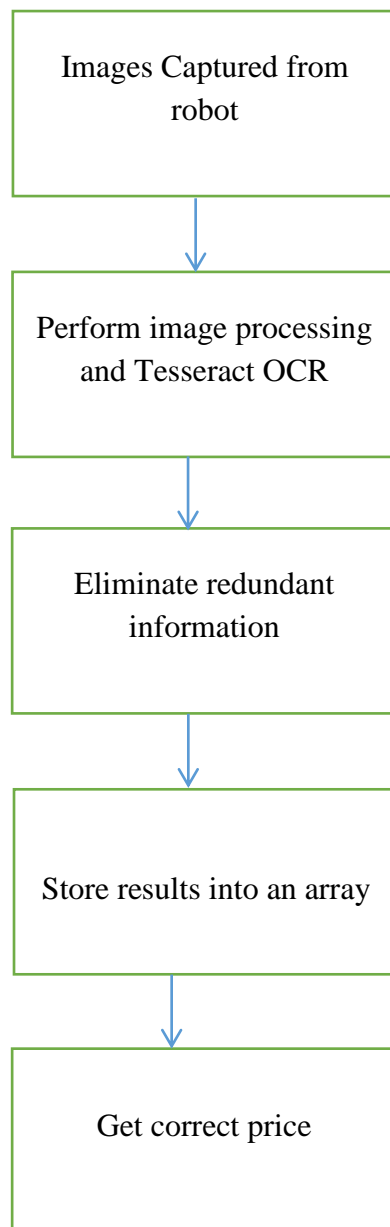 Images Captured from
robot
Perform image processing
and Tesseract OCR
Eliminate redundant
information
Store results into an array
Get correct price